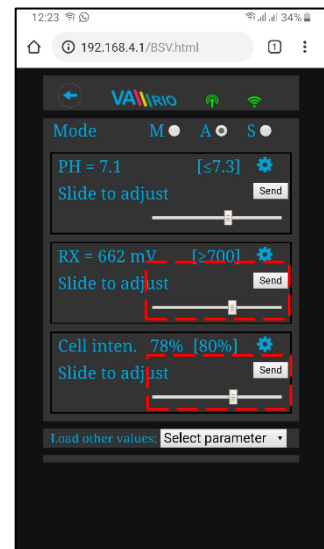 12:23 34%
192.168.4.1/BSV.html 1
VALLRIO
Mode M A S
PH = 7.1 [≤7.3]
Slide to adjust Send
RX = 662 mV [≥700]
Slide to adjust Send
Cell inten. 78% [80%]
Slide to adjust Send
Load other values: Select parameter